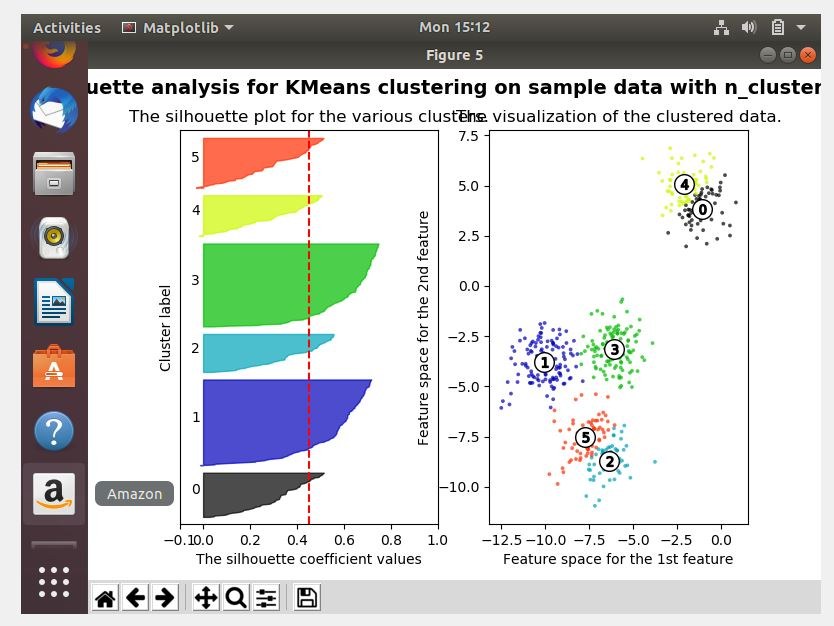 Activities Matplotlib Mon 15:12
Figure 5
uette analysis for KMeans clustering on sample data with n_cluster
The silhouette plot for the various clusters.
The visualization of the clustered data.
Cluster label
5
4
3
2
1
0
−0.1 0.0 0.2 0.4 0.6 0.8 1.0
The silhouette coefficient values
Feature space for the 2nd feature
7.5
5.0
2.5
0.0
−2.5
−5.0
−7.5
−10.0
4
0
1
3
5
2
−12.5 −10.0 −7.5 −5.0 −2.5 0.0
Feature space for the 1st feature
Amazon